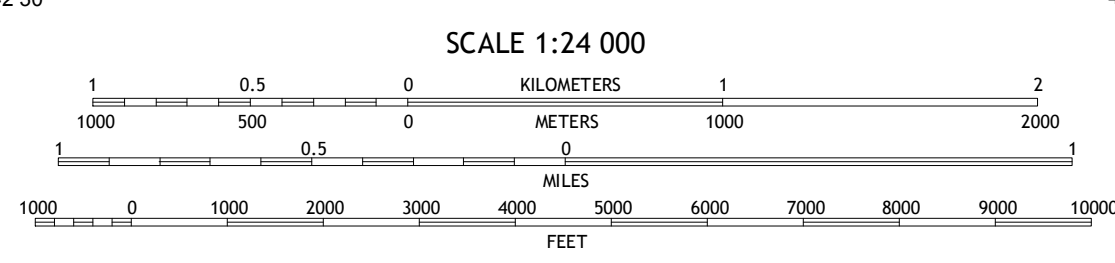 SCALE 1:24 000
1 0.5 0 KILOMETERS 1 2
1000 500 0 METERS 1000 2000
1 0.5 0 1
MILES
1000 0 1000 2000 3000 4000 5000 6000 7000 8000 9000 10000
FEET